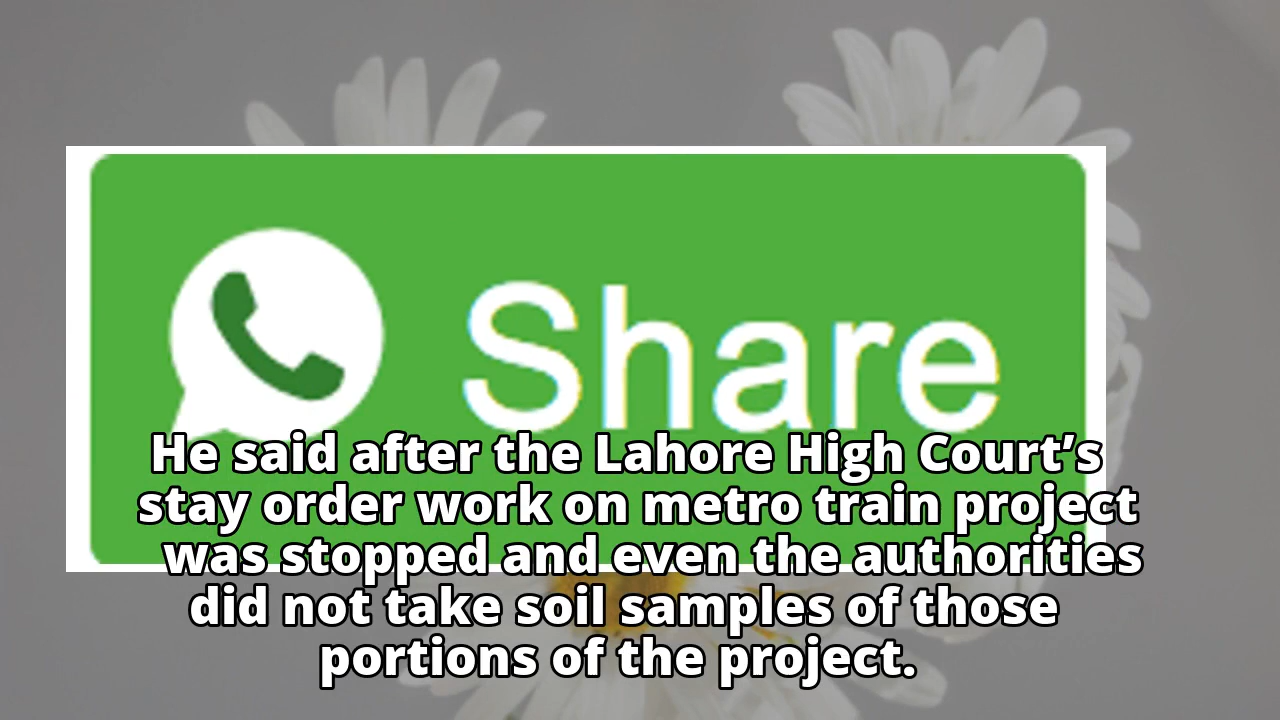 Share
He said after the Lahore High Court’s
stay order work on metro train project
was stopped and even the authorities
did not take soil samples of those
portions of the project.